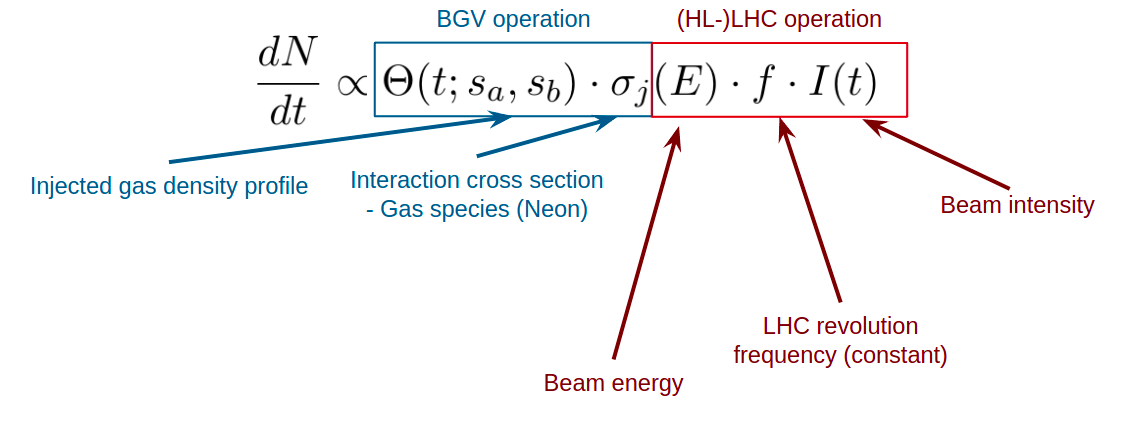 BGV operation (HL-)LHC operation
dN/dt ∝ Θ(t; s_a, s_b) · σ_j(E) · f · I(t)
Injected gas density profile
Interaction cross section
- Gas species (Neon)
Beam intensity
LHC revolution
frequency (constant)
Beam energy